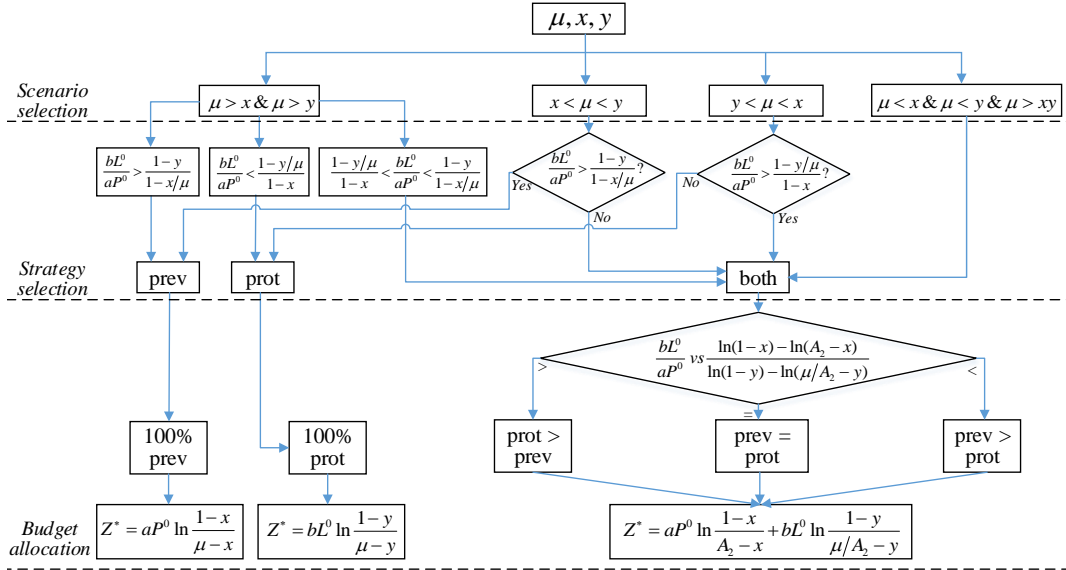 μ, x, y
Scenario
selection
μ > x & μ > y
x < μ < y
y < μ < x
μ < x & μ < y & μ > xy
bL⁰/aP⁰ > (1−y)/(1−x/μ)
bL⁰/aP⁰ < (1−y/μ)/(1−x)
(1−y/μ)/(1−x) < bL⁰/aP⁰ < (1−y)/(1−x/μ)
bL⁰/aP⁰ > (1−y)/(1−x/μ)?
bL⁰/aP⁰ > (1−y/μ)/(1−x)?
Yes
No
No
Yes
Strategy
selection
prev
prot
both
bL⁰/aP⁰ vs (ln(1−x)−ln(A₂−x))/(ln(1−y)−ln(μ/A₂−y))
>
=
<
100%
prev
100%
prot
prot >
prev
prev =
prot
prev >
prot
Budget
allocation
Z* = aP⁰ ln (1−x)/(μ−x)
Z* = bL⁰ ln (1−y)/(μ−y)
Z* = aP⁰ ln (1−x)/(A₂−x) + bL⁰ ln (1−y)/(μ/A₂−y)